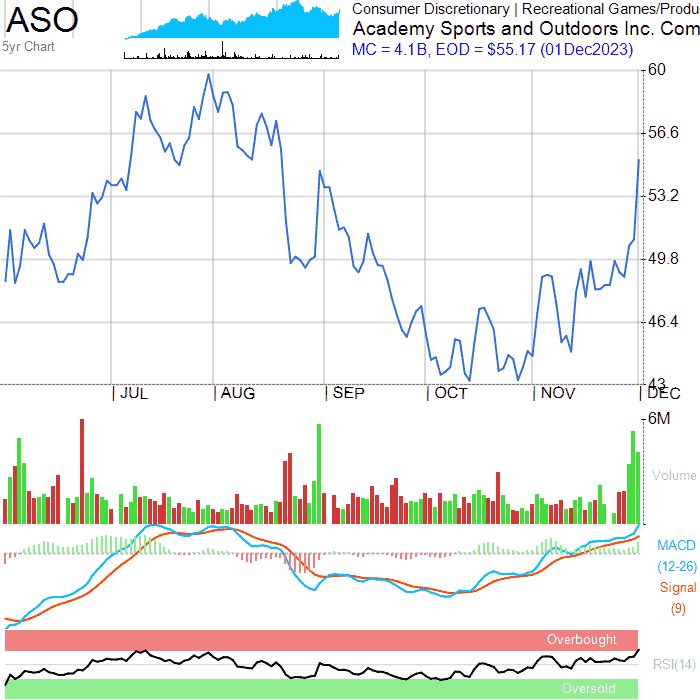 ASO
5yr Chart
Consumer Discretionary | Recreational Games/Produ
Academy Sports and Outdoors Inc. Com
MC = 4.1B, EOD = $55.17 (01Dec2023)
60
56.6
53.2
49.8
46.4
43
JUL AUG SEP OCT NOV DEC
6M
Volume
MACD
(12-26)
Signal
(9)
Overbought
RSI(14)
Oversold